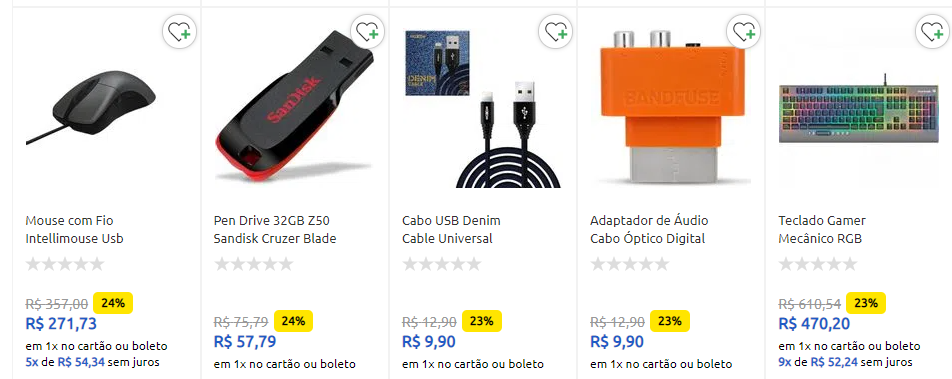 SanDisk
DENIM
CABLE
BANDFUSE
Mouse com Fio
Intellimouse Usb
R$ 357,00 24%
R$ 271,73
em 1x no cartão ou boleto
5x de R$ 54,34 sem juros
Pen Drive 32GB Z50
Sandisk Cruzer Blade
R$ 75,79 24%
R$ 57,79
em 1x no cartão ou boleto
Cabo USB Denim
Cable Universal
R$ 12,90 23%
R$ 9,90
em 1x no cartão ou boleto
Adaptador de Áudio
Cabo Óptico Digital
R$ 12,90 23%
R$ 9,90
em 1x no cartão ou boleto
Teclado Gamer
Mecânico RGB
R$ 610,54 23%
R$ 470,20
em 1x no cartão ou boleto
9x de R$ 52,24 sem juros